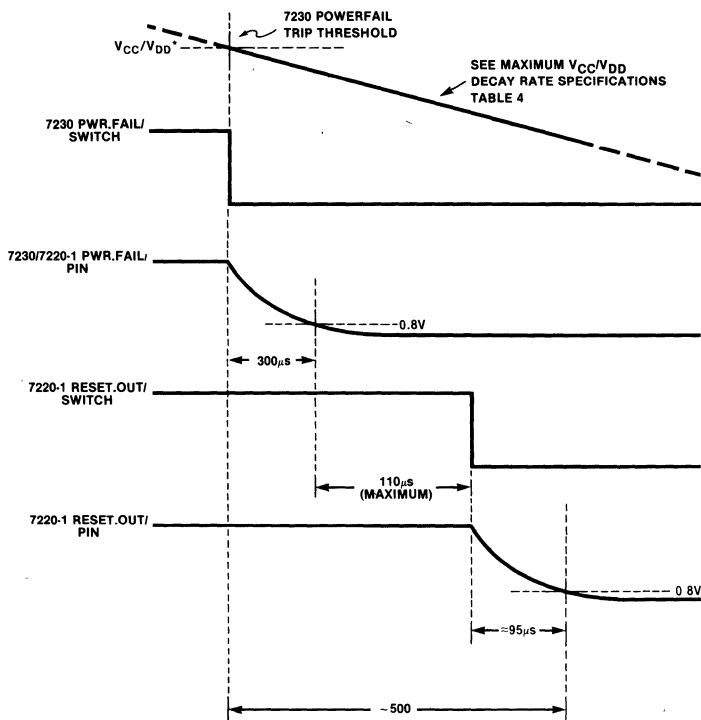 7230 POWERFAIL
TRIP THRESHOLD
VCC/VDD*
SEE MAXIMUM VCC/VDD
DECAY RATE SPECIFICATIONS
TABLE 4
7230 PWR.FAIL/
SWITCH
7230/7220-1 PWR.FAIL/
PIN
0.8V
300µs
7220-1 RESET.OUT/
SWITCH
110µs
(MAXIMUM)
7220-1 RESET.OUT/
PIN
0 8V
≈95µs
~500